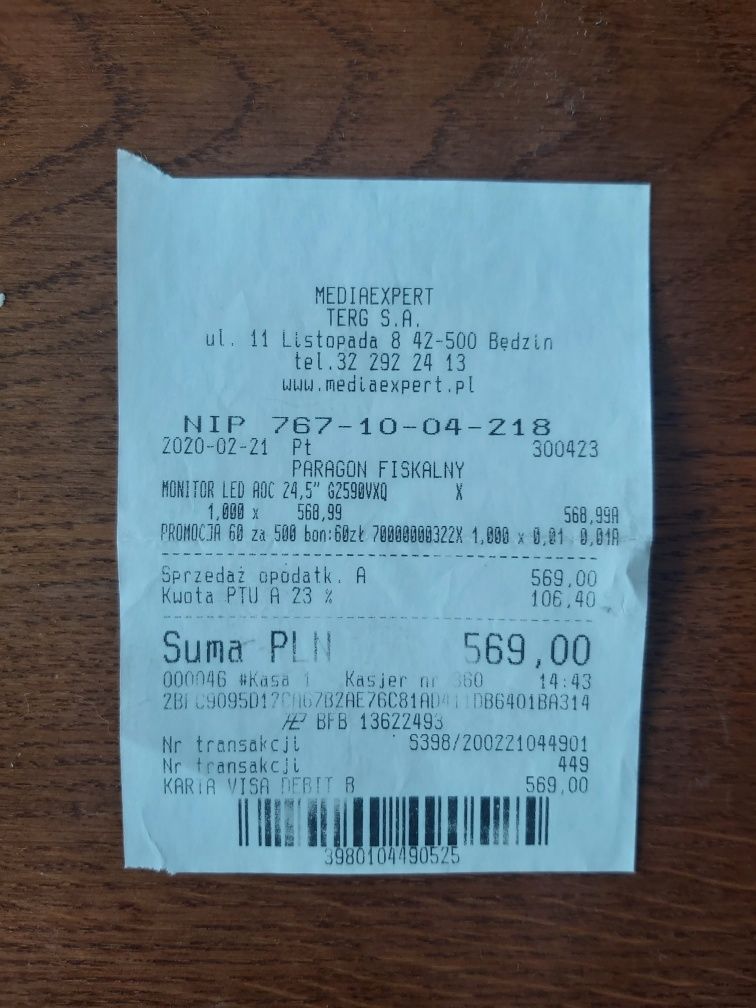 MEDIAEXPERT
TERG S.A.
ul. 11 Listopada 8 42-500 Będzin
tel.32 292 24 13
www.mediaexpert.pl
NIP 767-10-04-218
2020-02-21 Pt 300423
PARAGON FISKALNY
MONITOR LED AOC 24,5" G2590VXQ X
1,000 x 568,99 568,99A
PROMOCJA 60 za 500 bon:60zł 70000000322X 1,000 x 0,01 0,01A
Sprzedaż opodatk. A 569,00
Kwota PTU A 23 % 106,40
Suma PLN 569,00
000046 #Kasa 1 Kasjer nr 14:43
BFB 13622493
Nr transakcji S398/200221044901
Nr transakcji 449
KARTA VISA DEBIT B 569,00
3980104490525